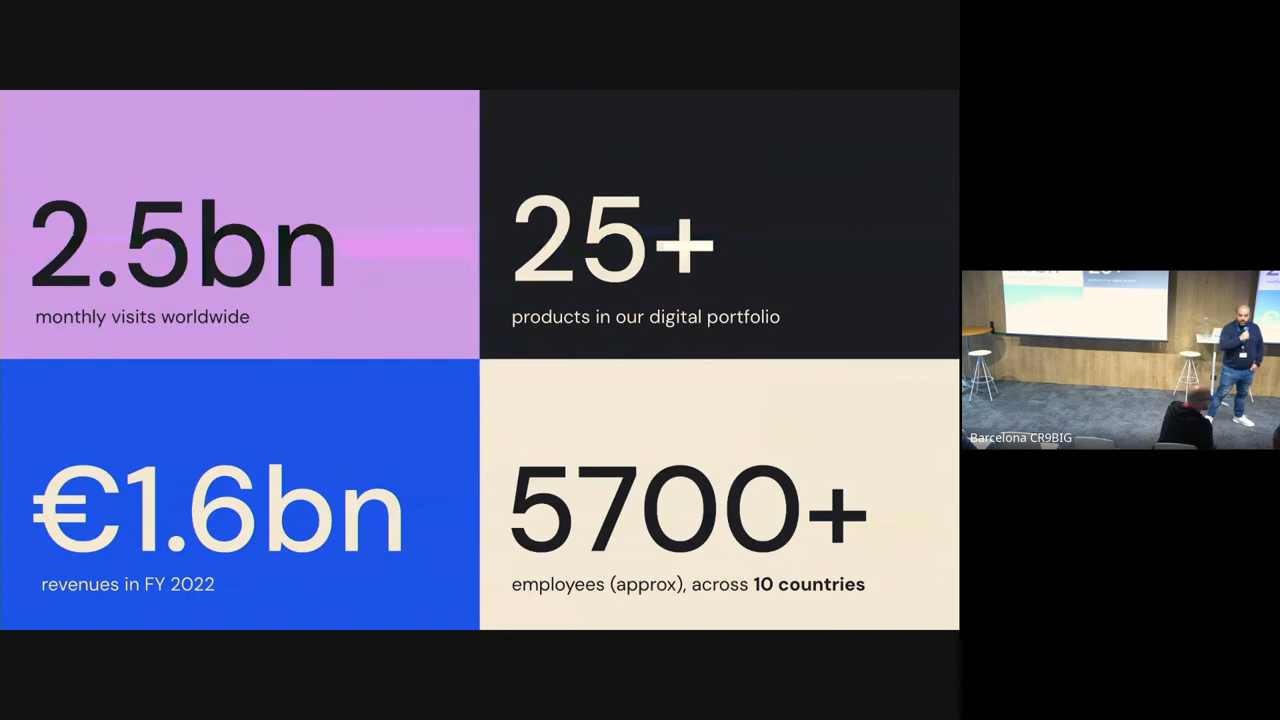 2.5bn
monthly visits worldwide
25+
products in our digital portfolio
€1.6bn
revenues in FY 2022
5700+
employees (approx), across 10 countries
Barcelona CR9BIG